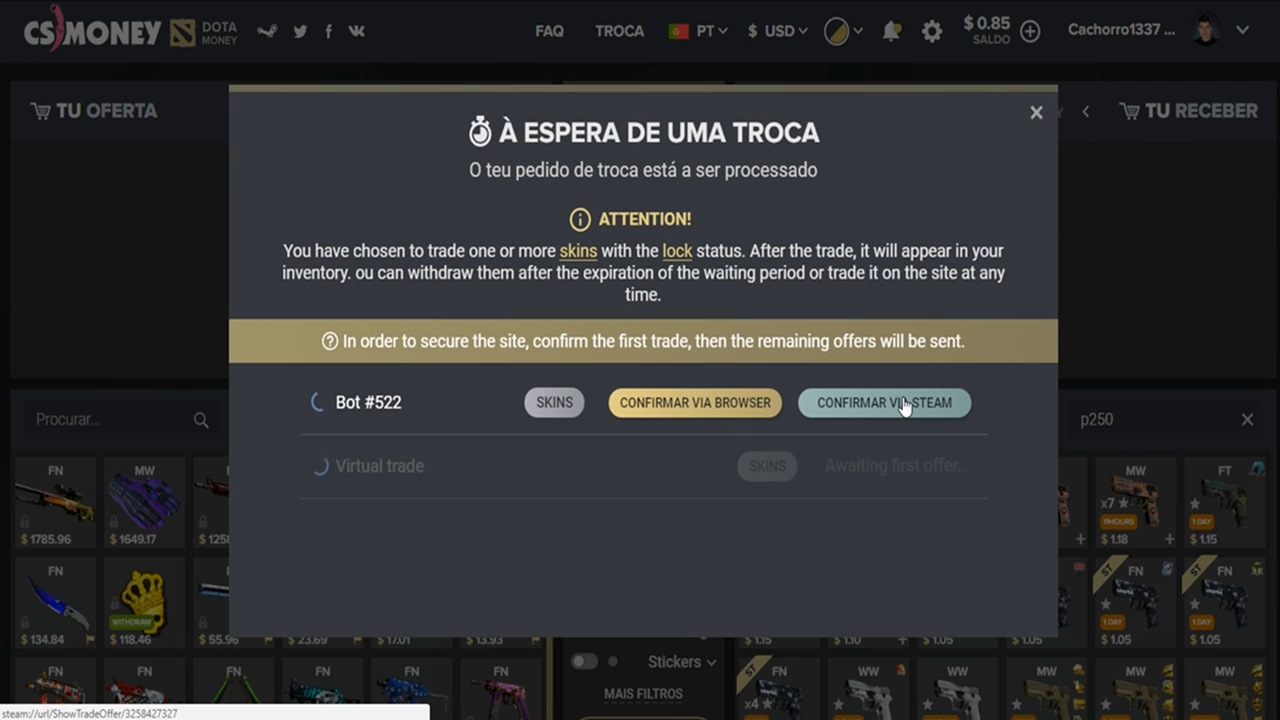 CS MONEY
DOTA
MONEY
FAQ
TROCA
PT
$ USD
$ 0.85
SALDO
Cachorro1337 ...
TU OFERTA
TU RECEBER
À ESPERA DE UMA TROCA
O teu pedido de troca está a ser processado
ATTENTION!
You have chosen to trade one or more skins with the lock status. After the trade, it will appear in your
inventory. ou can withdraw them after the expiration of the waiting period or trade it on the site at any
time.
In order to secure the site, confirm the first trade, then the remaining offers will be sent.
Bot #522
SKINS
CONFIRMAR VIA BROWSER
CONFIRMAR VIA STEAM
Virtual trade
SKINS
Awaiting first offer...
Procurar...
p250
FN
MW
$ 1785.96
$ 1649.17
MW
FT
x7
11HOURS
1 DAY
$ 1.18
$ 1.15
FN
WITHDRAW
$ 134.84
$ 118.46
$ 55.96
$ 23.69
$ 17.01
$ 13.93
ST
FN
ST
FN
1 DAY
1 DAY
$ 1.15
$ 1.10
$ 1.05
$ 1.05
$ 1.05
$ 1.05
Stickers
MAIS FILTROS
FN
FN
FN
FN
FN
FN
ST
FN
x4
WW
WW
MW
MW
MW
steam://url/ShowTradeOffer/3258427327